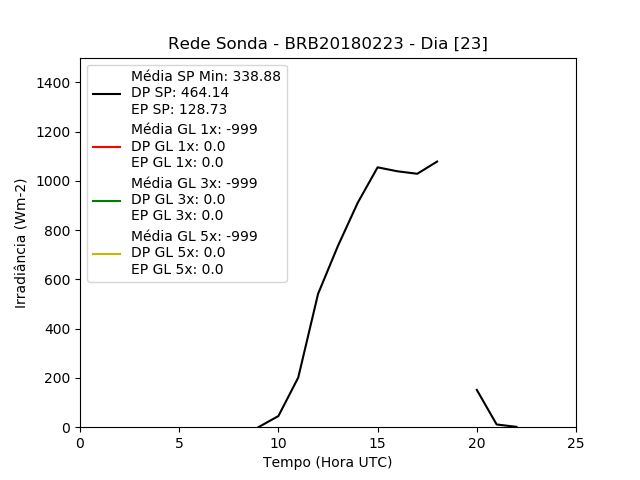 Rede Sonda - BRB20180223 - Dia [23]
Média SP Min: 338.88
DP SP: 464.14
EP SP: 128.73
Média GL 1x: -999
DP GL 1x: 0.0
EP GL 1x: 0.0
Média GL 3x: -999
DP GL 3x: 0.0
EP GL 3x: 0.0
Média GL 5x: -999
DP GL 5x: 0.0
EP GL 5x: 0.0
Irradiância (Wm-2)
1400
1200
1000
800
600
400
200
0
0 5 10 15 20 25
Tempo (Hora UTC)